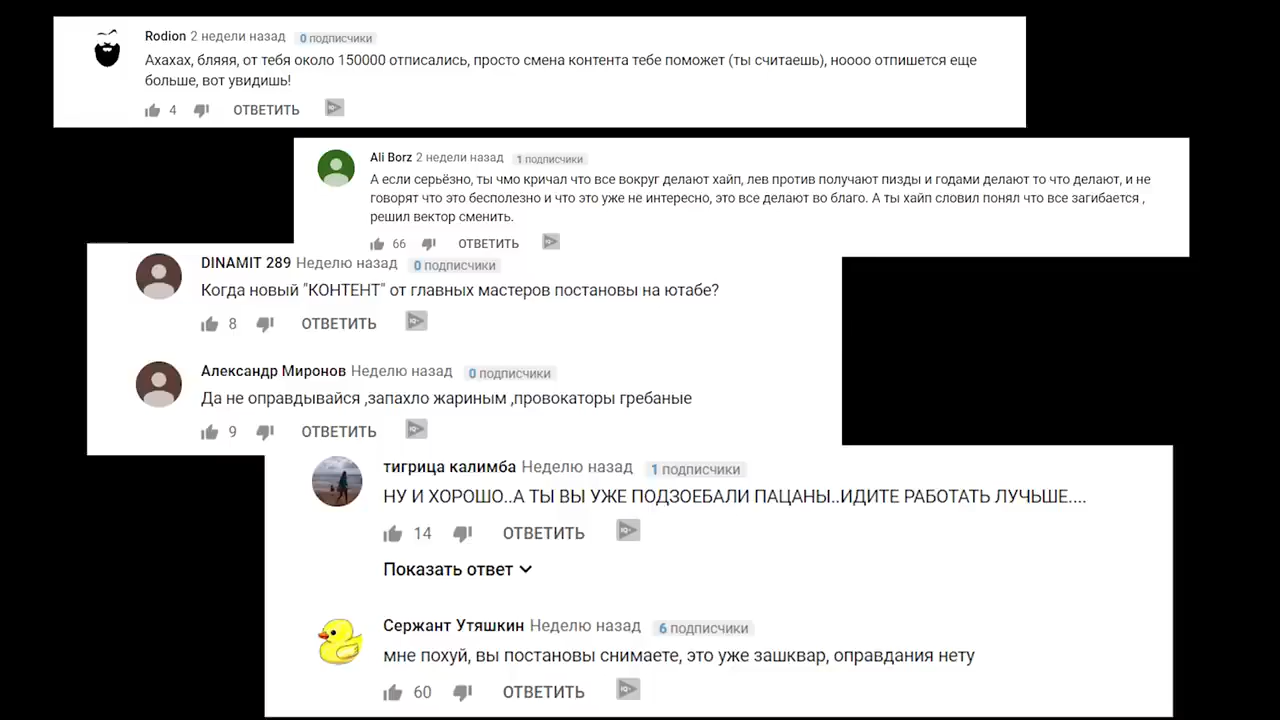 Rodion 2 недели назад 0 подписчики
Ахахах, бляяя, от тебя около 150000 отписались, просто смена контента тебе поможет (ты считаешь), ноооо отпишется еще
больше, вот увидишь!
4 ОТВЕТИТЬ
Ali Borz 2 недели назад 1 подписчики
А если серьёзно, ты чмо кричал что все вокруг делают хайп, лев против получают пизды и годами делают то что делают, и не
говорят что это бесполезно и что это уже не интересно, это все делают во благо. А ты хайп словил понял что все загибается ,
решил вектор сменить.
66 ОТВЕТИТЬ
DINAMIT 289 Неделю назад 0 подписчики
Когда новый "КОНТЕНТ" от главных мастеров постановы на ютабе?
8 ОТВЕТИТЬ
Александр Миронов Неделю назад 0 подписчики
Да не оправдывайся ,запахло жариным ,провокаторы гребаные
9 ОТВЕТИТЬ
тигрица калимба Неделю назад 1 подписчики
НУ И ХОРОШО..А ТЫ ВЫ УЖЕ ПОДЗОЕБАЛИ ПАЦАНЫ..ИДИТЕ РАБОТАТЬ ЛУЧЬШЕ....
14 ОТВЕТИТЬ
Показать ответ
Сержант Утяшкин Неделю назад 6 подписчики
мне похуй, вы постановы снимаете, это уже зашквар, оправдания нету
60 ОТВЕТИТЬ